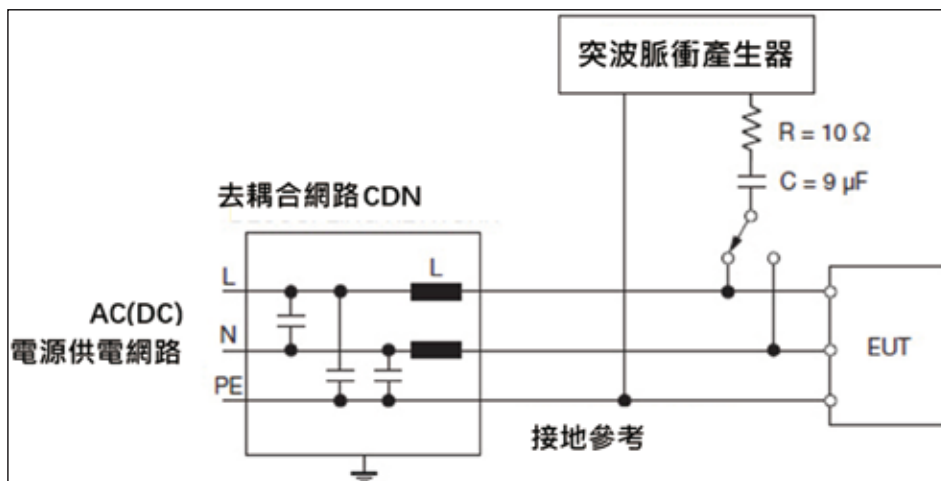 突波脈衝產生器
R = 10 Ω
C = 9 µF
去耦合網路CDN
L
L
AC(DC)
電源供電網路
N
PE
EUT
接地參考